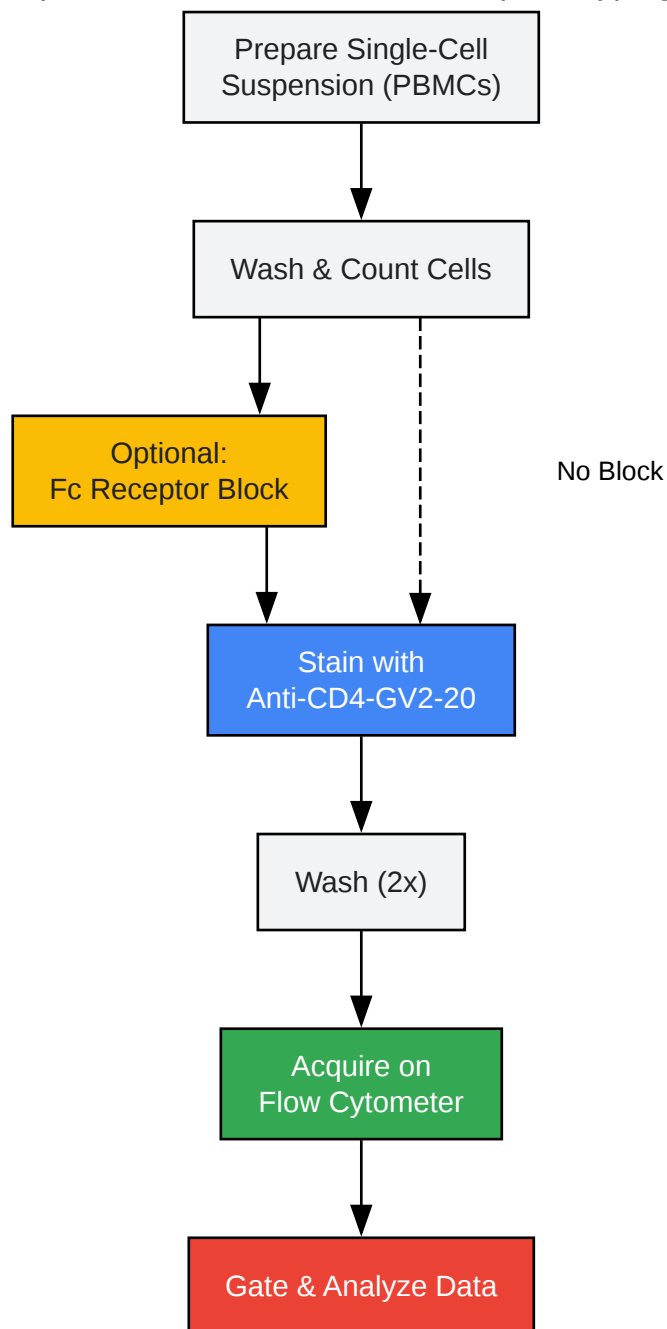 Prepare Single-Cell
Suspension (PBMCs)
Wash & Count Cells
Optional:
Fc Receptor Block
No Block
Stain with
Anti-CD4-GV2-20
Wash (2x)
Acquire on
Flow Cytometer
Gate & Analyze Data